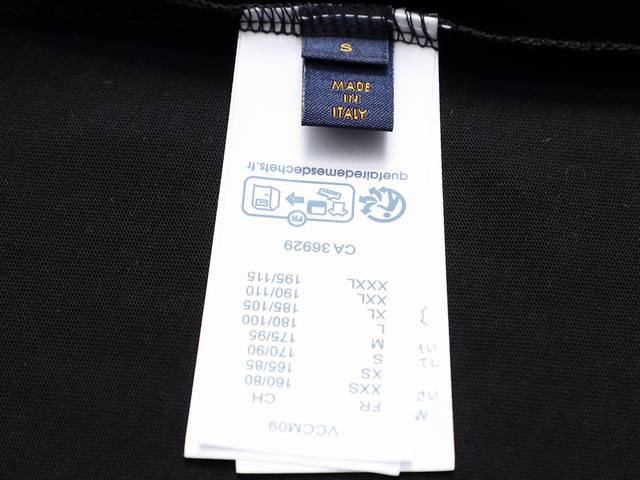 S
MADE
IN
ITALY
VCCM09
FR CH
XXS 160/80
XS 165/85
S 170/90
M 175/95
L 180/100
XL 185/105
XXL 190/110
XXXL 195/115
CA 36929
FR
quefairedemesdechets.fr